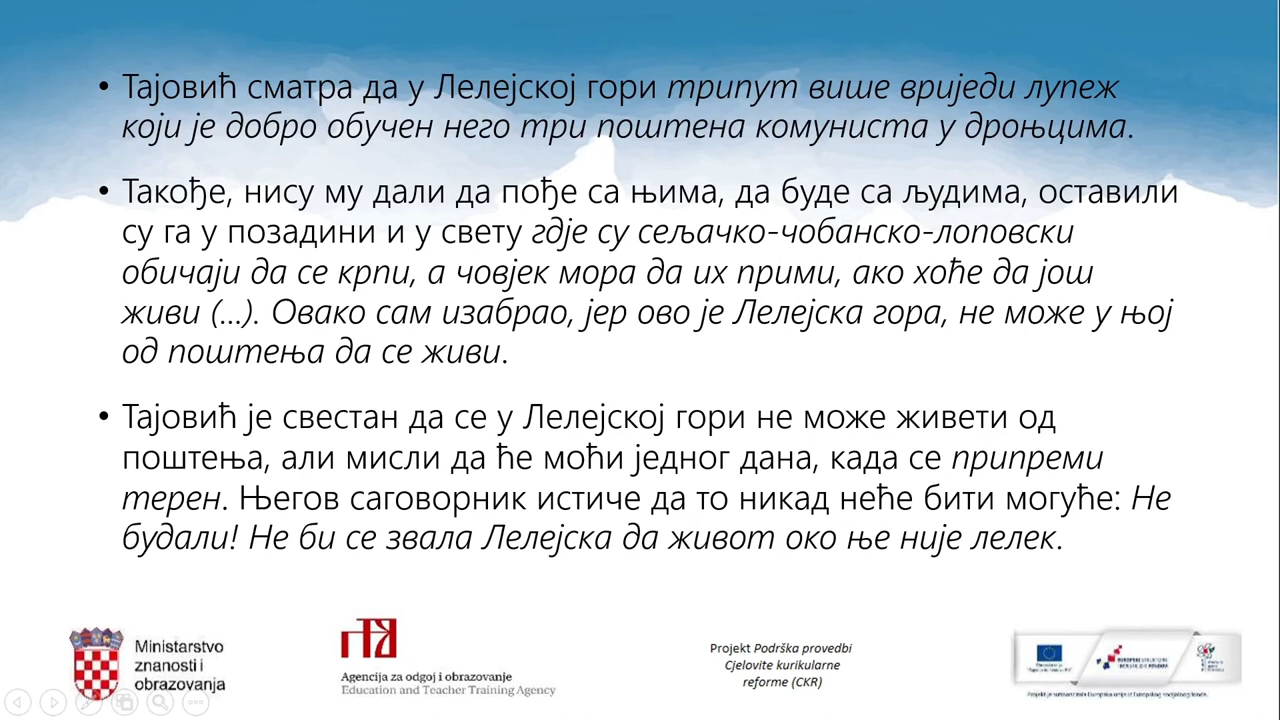 • Тајовић сматра да у Лелејској гори трипут више вриједи лупеж
који је добро обучен него три поштена комуниста у дроњцима.
• Такође, нису му дали да пође са њима, да буде са људима, оставили
су га у позадини и у свету гдје су сељачко-чобанско-лоповски
обичаји да се крпи, а човјек мора да их прими, ако хоће да још
живи (...). Овако сам изабрао, јер ово је Лелејска гора, не може у њој
од поштења да се живи.
• Тајовић је свестан да се у Лелејској гори не може живети од
поштења, али мисли да ће моћи једног дана, када се припреми
терен. Његов саговорник истиче да то никад неће бити могуће: Не
будали! Не би се звала Лелејска да живот око ње није лелек.
Ministarstvo
znanosti i
obrazovanja
Agencija za odgoj i obrazovanje
Education and Teacher Training Agency
Projekt Podrška provedbi
Cjelovite kurikularne
reforme (CKR)